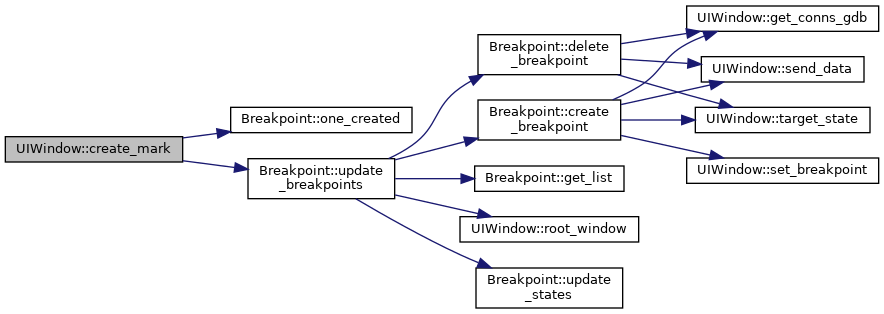 UIWindow::create_mark
Breakpoint::one_created
Breakpoint::update
_breakpoints
Breakpoint::delete
_breakpoint
Breakpoint::create
_breakpoint
Breakpoint::get_list
UIWindow::root_window
Breakpoint::update
_states
UIWindow::get_conns_gdb
UIWindow::send_data
UIWindow::target_state
UIWindow::set_breakpoint